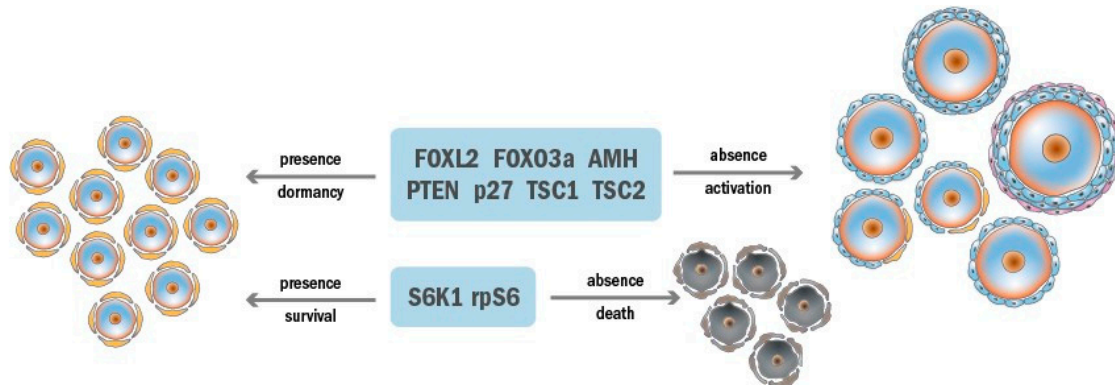 presence
dormancy
FOXL2 FOXO3a AMH
PTEN p27 TSC1 TSC2
absence
activation
presence
survival
S6K1 rpS6
absence
death